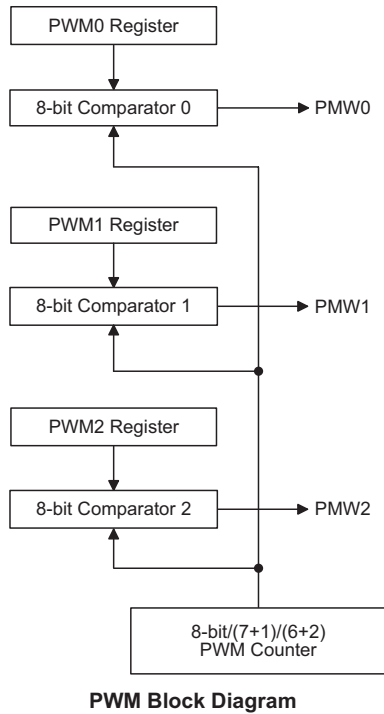 PWM0 Register
8-bit Comparator 0
PMW0
PWM1 Register
8-bit Comparator 1
PMW1
PWM2 Register
8-bit Comparator 2
PMW2
8-bit/(7+1)/(6+2)
PWM Counter
PWM Block Diagram